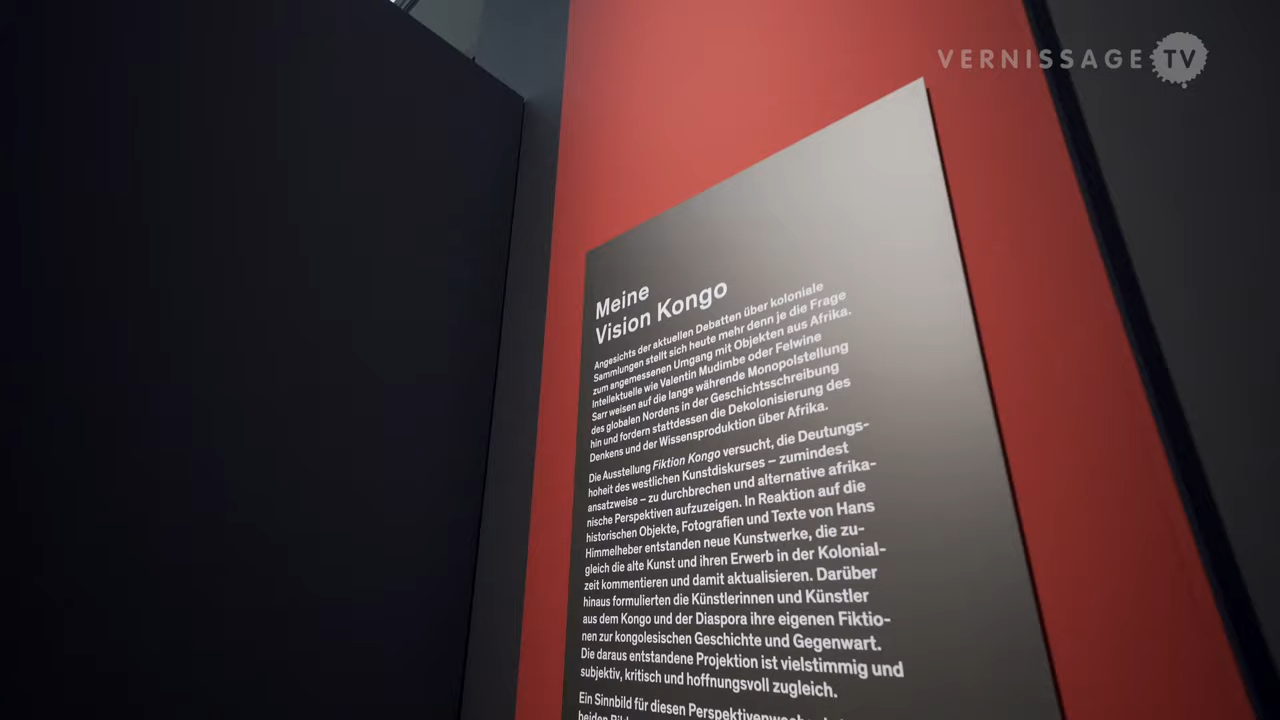 VERNISSAGE TV
Meine
Vision Kongo
Angesichts der aktuellen Debatten über koloniale
Sammlungen stellt sich heute mehr denn je die Frage
zum angemessenen Umgang mit Objekten aus Afrika.
Intellektuelle wie Valentin Mudimbe oder Felwine
Sarr weisen auf die lange währende Monopolstellung
des globalen Nordens in der Geschichtsschreibung
hin und fordern stattdessen die Dekolonisierung des
Denkens und der Wissensproduktion über Afrika.
Die Ausstellung Fiktion Kongo versucht, die Deutungs-
hoheit des westlichen Kunstdiskurses – zumindest
ansatzweise – zu durchbrechen und alternative afrika-
nische Perspektiven aufzuzeigen. In Reaktion auf die
historischen Objekte, Fotografien und Texte von Hans
Himmelheber entstanden neue Kunstwerke, die zu-
gleich die alte Kunst und ihren Erwerb in der Kolonial-
zeit kommentieren und damit aktualisieren. Darüber
hinaus formulierten die Künstlerinnen und Künstler
aus dem Kongo und der Diaspora ihre eigenen Fiktio-
nen zur kongolesischen Geschichte und Gegenwart.
Die daraus entstandene Projektion ist vielstimmig und
subjektiv, kritisch und hoffnungsvoll zugleich.
Ein Sinnbild für diesen
beiden